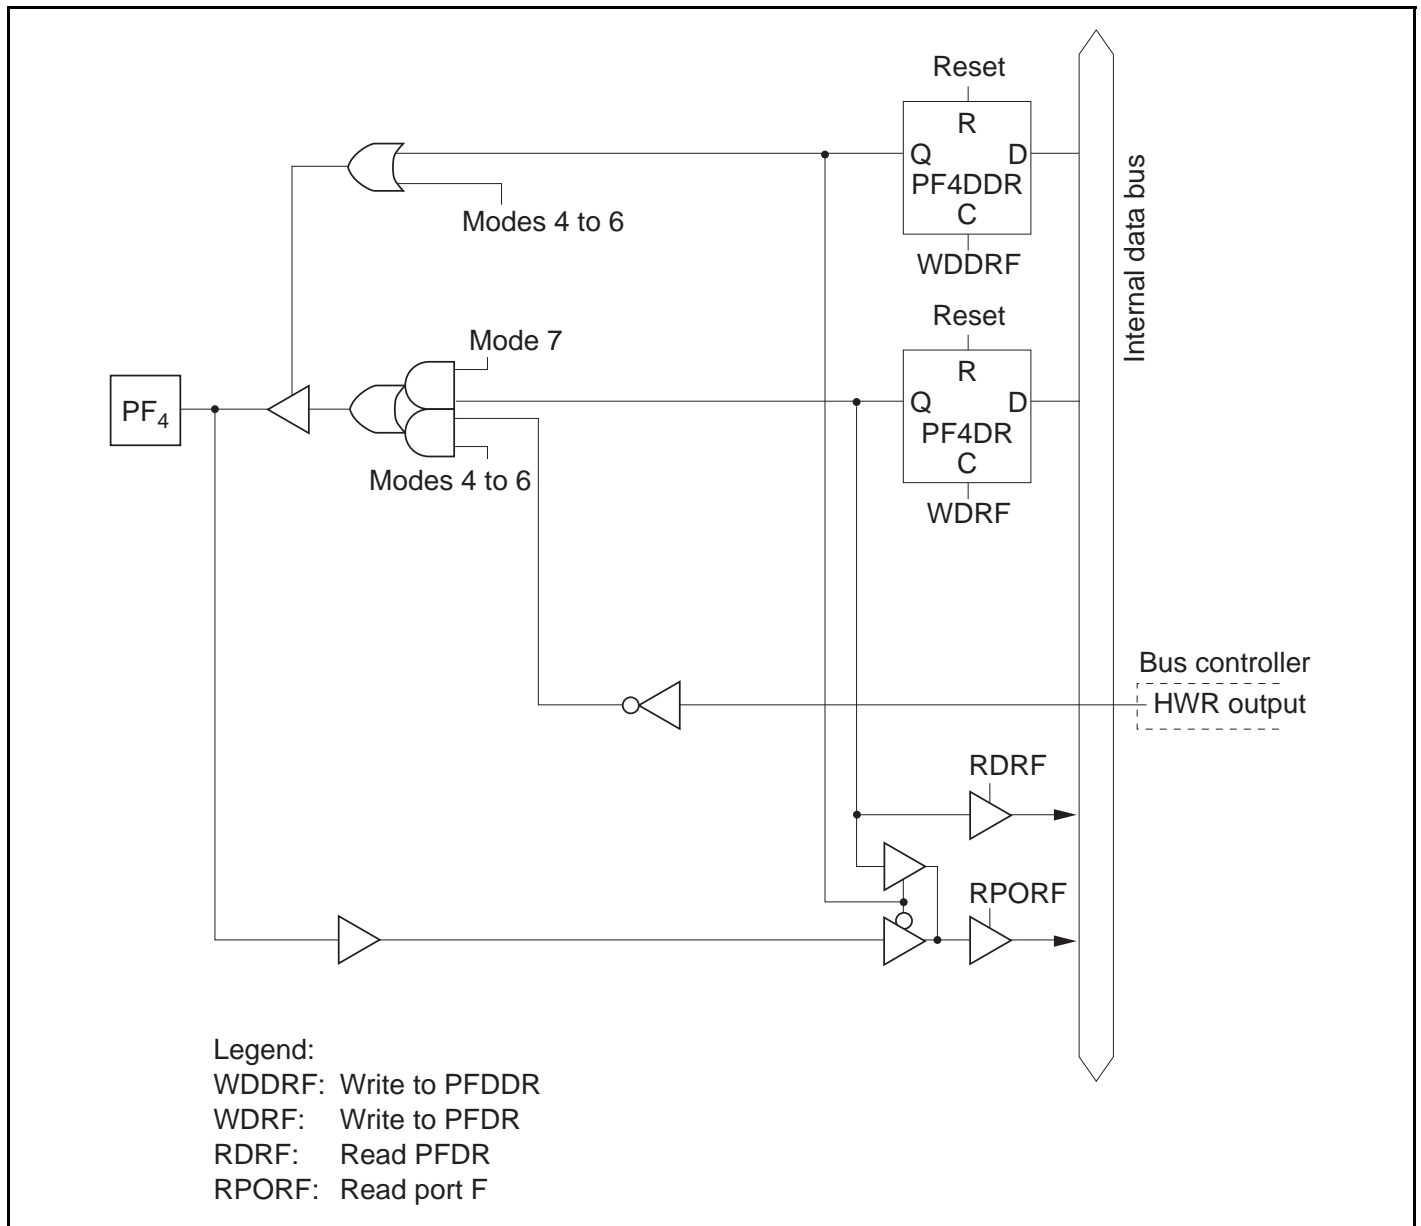 Reset
R
Q D
PF4DDR
C
WDDRF
Modes 4 to 6
Internal data bus
Reset
R
Q D
PF4DR
C
WDRF
Mode 7
PF4
Modes 4 to 6
Bus controller
HWR output
RDRF
RPORF
Legend:
WDDRF: Write to PFDDR
WDRF: Write to PFDR
RDRF: Read PFDR
RPORF: Read port F